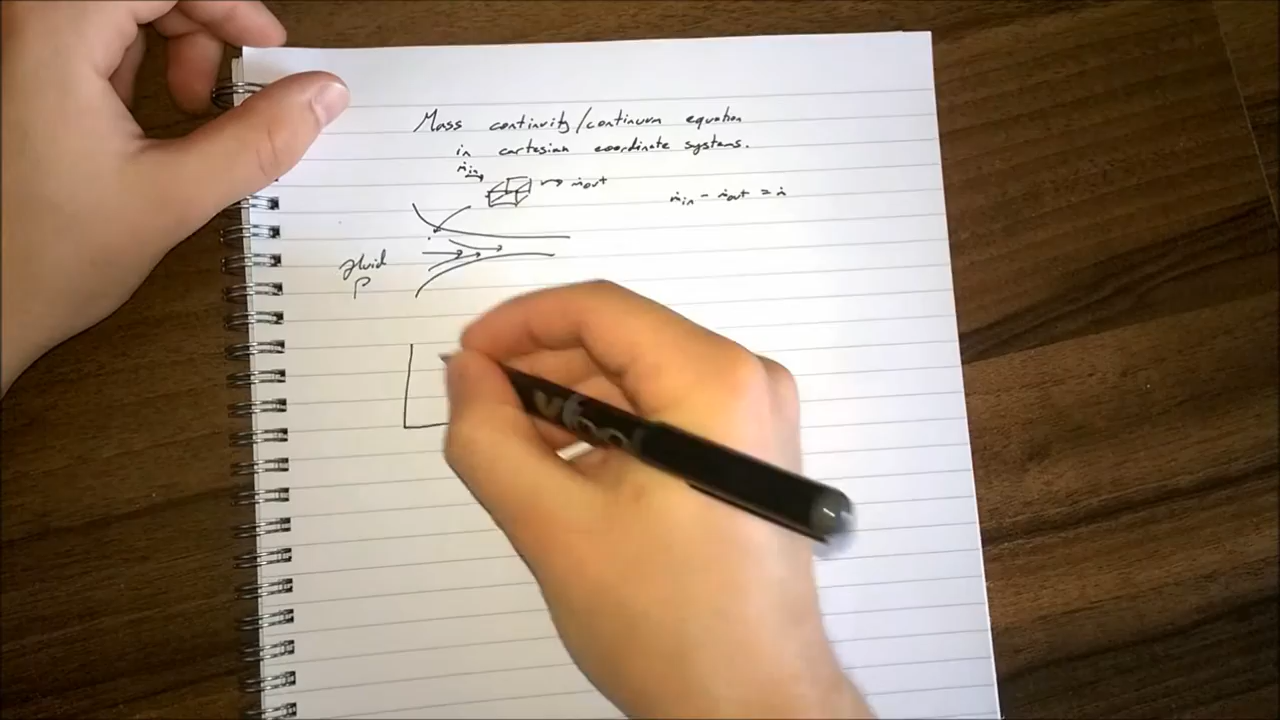 Mass continuity/continuum equation
in cartesian coordinate systems.
ṁin
ṁout
ṁin - ṁout = ṁ
fluid
ρ